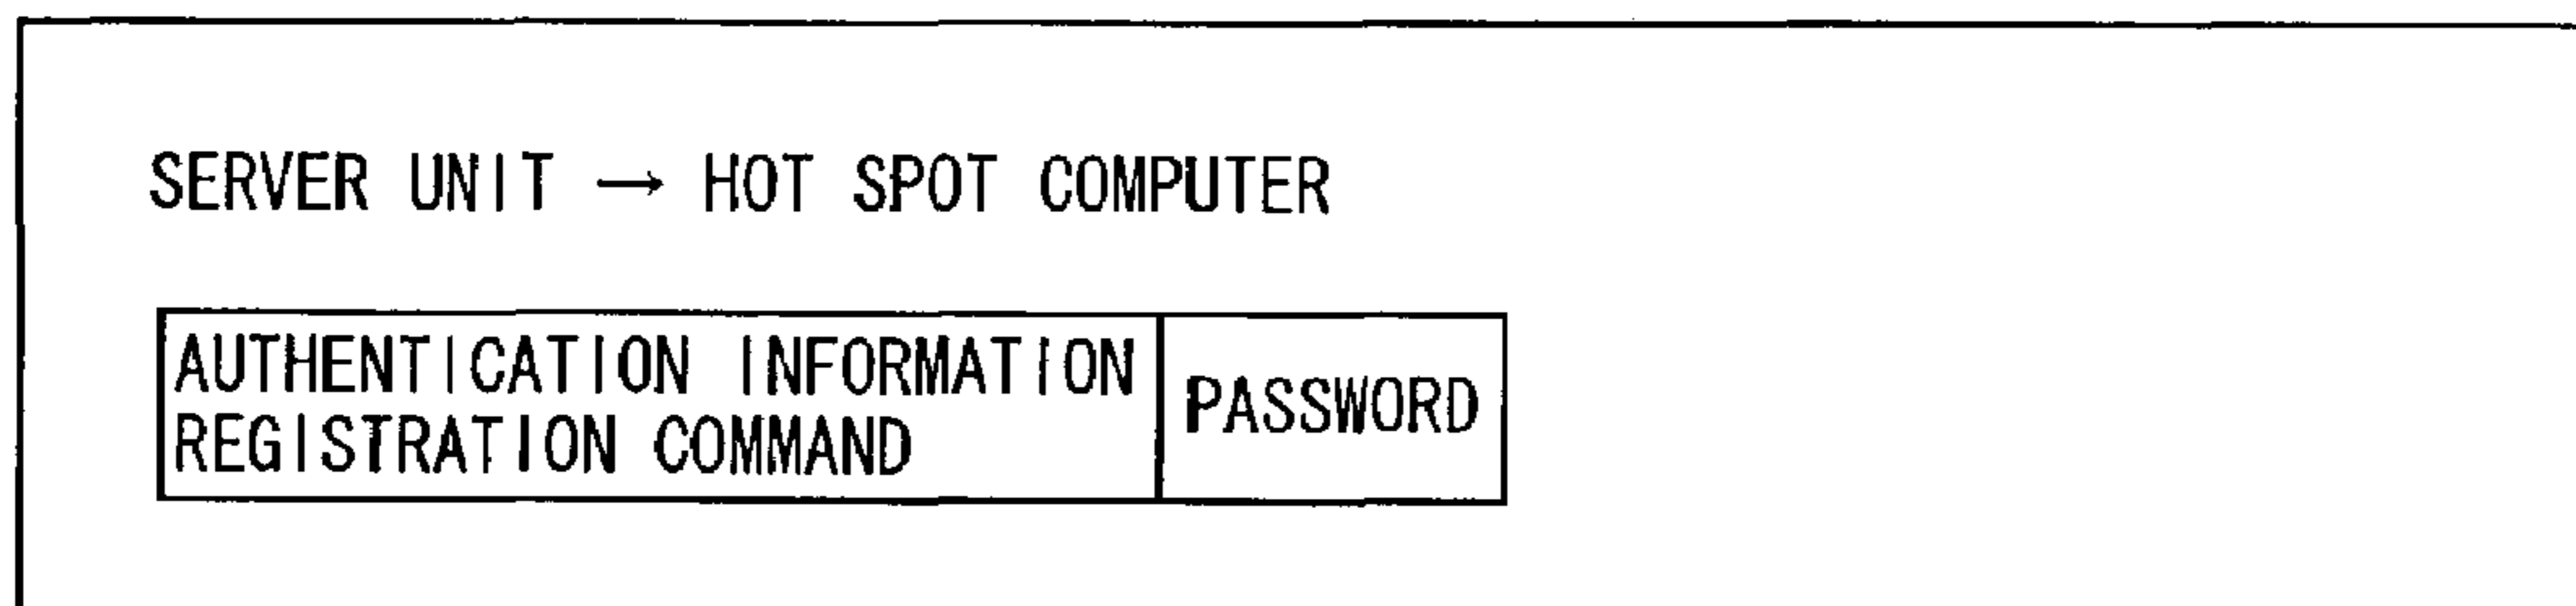 SERVER UNIT → HOT SPOT COMPUTER
AUTHENTICATION INFORMATION
REGISTRATION COMMAND
PASSWORD